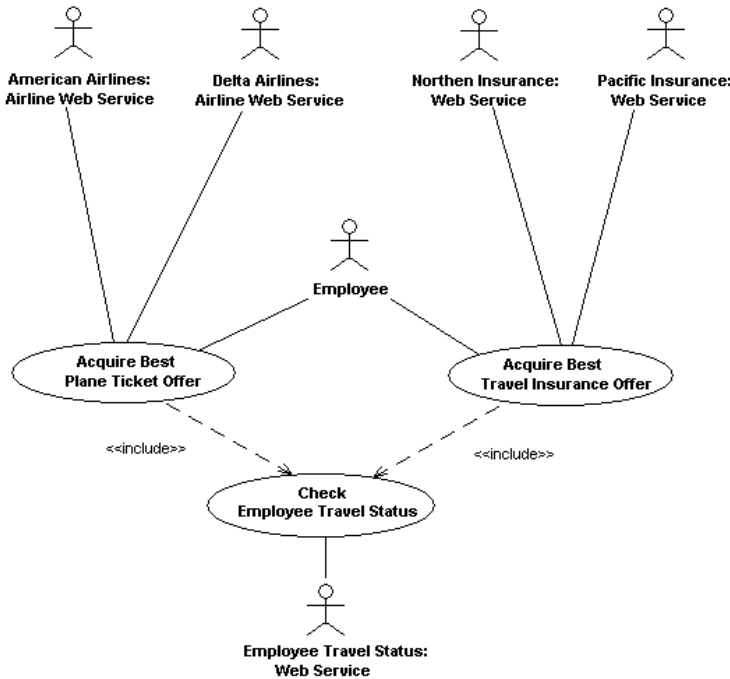 American Airlines:
Airline Web Service
Delta Airlines:
Airline Web Service
Northen Insurance:
Web Service
Pacific Insurance:
Web Service
Employee
Acquire Best
Plane Ticket Offer
Acquire Best
Travel Insurance Offer
<<include>>
<<include>>
Check
Employee Travel Status
Employee Travel Status:
Web Service